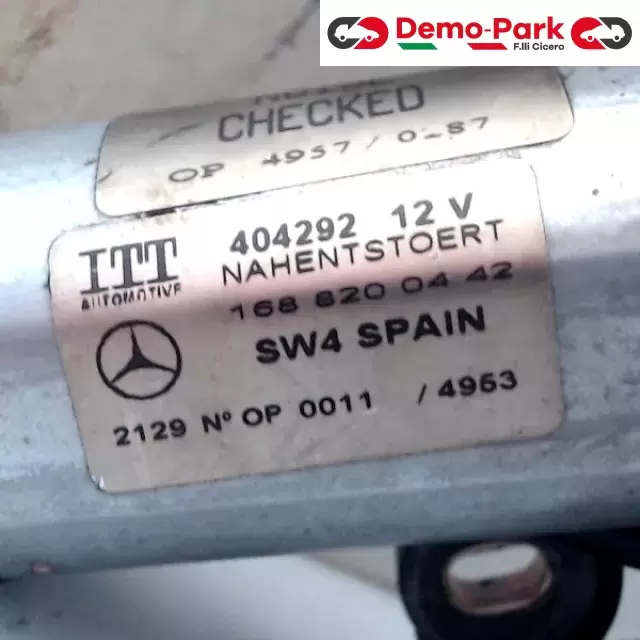 Demo-Park
F.lli Cicero
CHECKED
OP 4957/0-S7
ITT
AUTOMOTIVE
404292 12 V
NAHENTSTOERT
168 820 04 42
SW4 SPAIN
2129 Nº OP 0011 / 4953